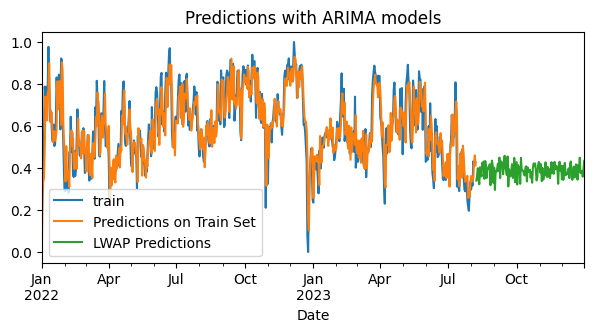 Predictions with ARIMA models
1.0
0.8
0.6
0.4
0.2
0.0
train
Predictions on Train Set
LWAP Predictions
Jan Apr Jul Oct Jan Apr Jul Oct
2022 2023
Date